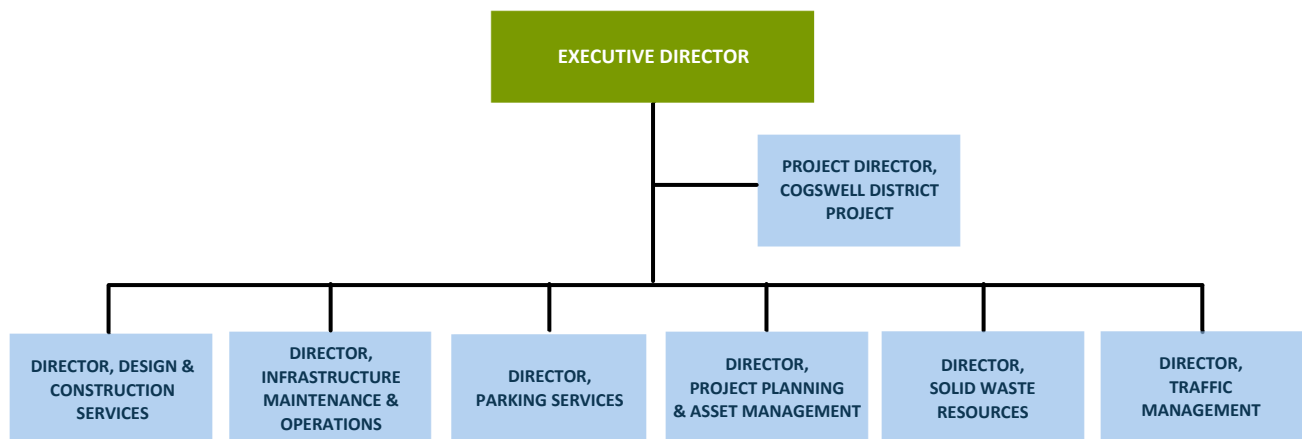 EXECUTIVE DIRECTOR
PROJECT DIRECTOR,
COGSWELL DISTRICT
PROJECT
DIRECTOR, DESIGN &
CONSTRUCTION
SERVICES
DIRECTOR,
INFRASTRUCTURE
MAINTENANCE &
OPERATIONS
DIRECTOR,
PARKING SERVICES
DIRECTOR,
PROJECT PLANNING
& ASSET MANAGEMENT
DIRECTOR,
SOLID WASTE
RESOURCES
DIRECTOR,
TRAFFIC
MANAGEMENT